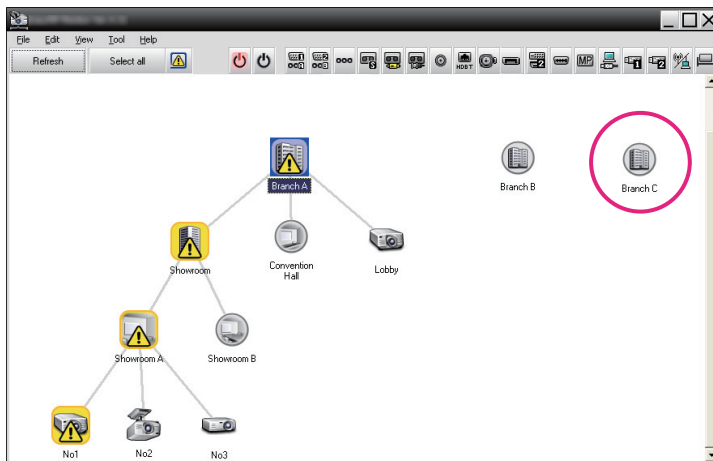 File Edit View Tool Help
Refresh Select all HDBT MP
Branch A
Branch B
Branch C
Showroom
Convention
Hall
Lobby
Showroom A
Showroom B
No1
No2
No3